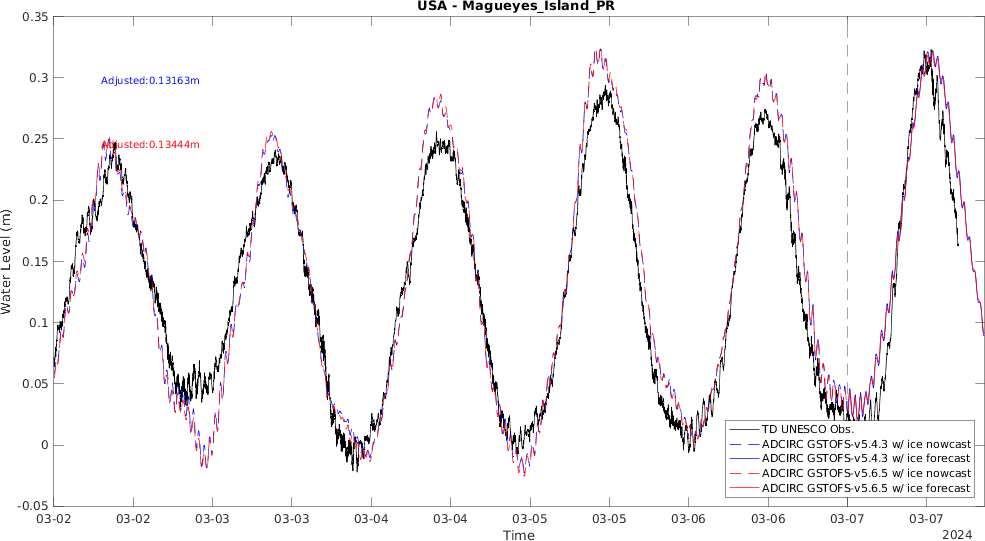 USA - Magueyes_Island_PR
0.35
0.3
0.25
0.2
0.15
0.1
0.05
0
-0.05
Water Level (m)
Adjusted:0.13163m
Adjusted:0.13444m
TD UNESCO Obs.
ADCIRC GSTOFS-v5.4.3 w/ ice nowcast
ADCIRC GSTOFS-v5.4.3 w/ ice forecast
ADCIRC GSTOFS-v5.6.5 w/ ice nowcast
ADCIRC GSTOFS-v5.6.5 w/ ice forecast
03-02 03-02 03-03 03-03 03-04 03-04 03-05 03-05 03-06 03-06 03-07 03-07
Time
2024